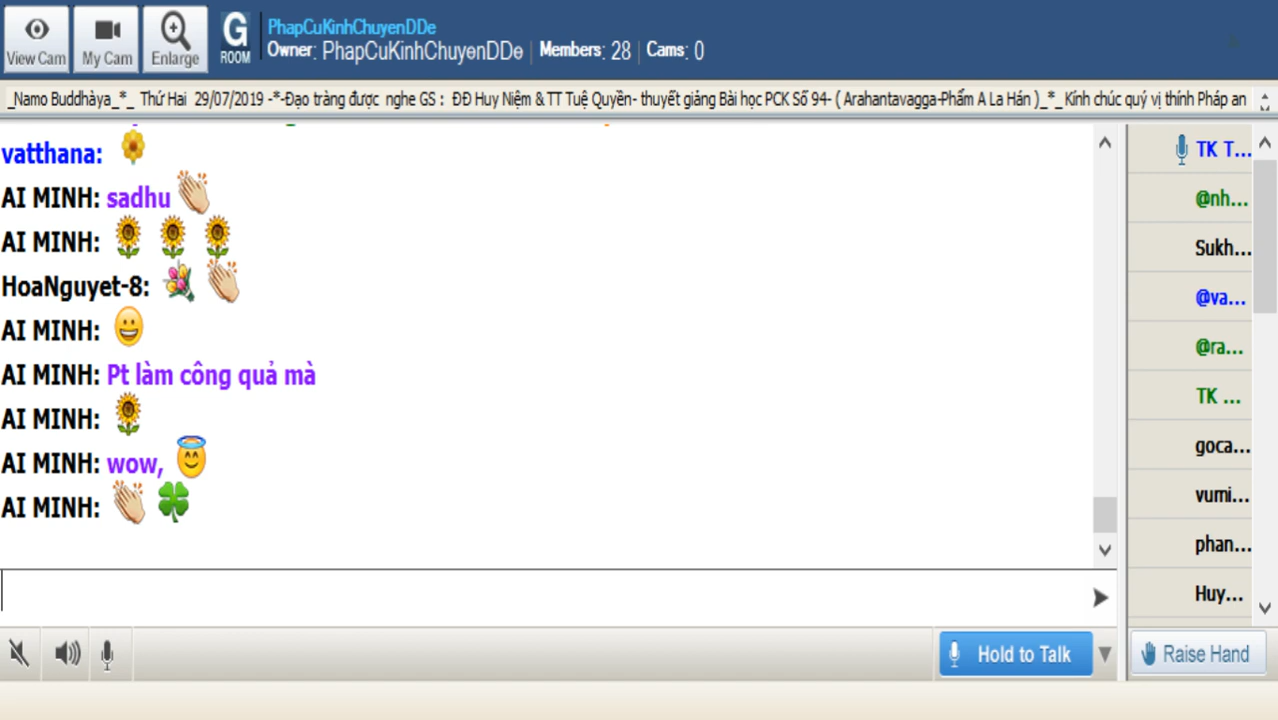 View Cam
My Cam
Enlarge
G
ROOM
PhapCuKinhChuyenDDe
Owner: PhapCuKinhChuyenDDe | Members: 28 | Cams: 0
_Namo Buddhàya_*_ Thứ Hai 29/07/2019 -*-Đạo tràng được nghe GS : ĐĐ Huy Niệm & TT Tuệ Quyền- thuyết giảng Bài học PCK Số 94- ( Arahantavagga-Phẩm A La Hán )_*_ Kính chúc quý vị thính Pháp an
vatthana:
AI MINH: sadhu
AI MINH:
HoaNguyet-8:
AI MINH:
AI MINH: Pt làm công quả mà
AI MINH:
AI MINH: wow,
AI MINH:
TK T...
@nh...
Sukh...
@va...
@ra...
TK ...
goca...
vumi...
phan...
Huy...
Hold to Talk
Raise Hand